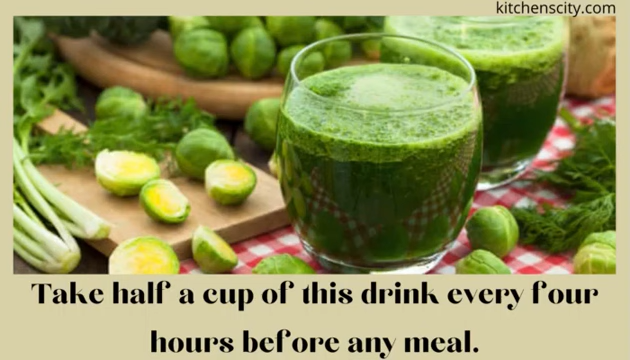 kitchenscity.com
Take half a cup of this drink every four
hours before any meal.